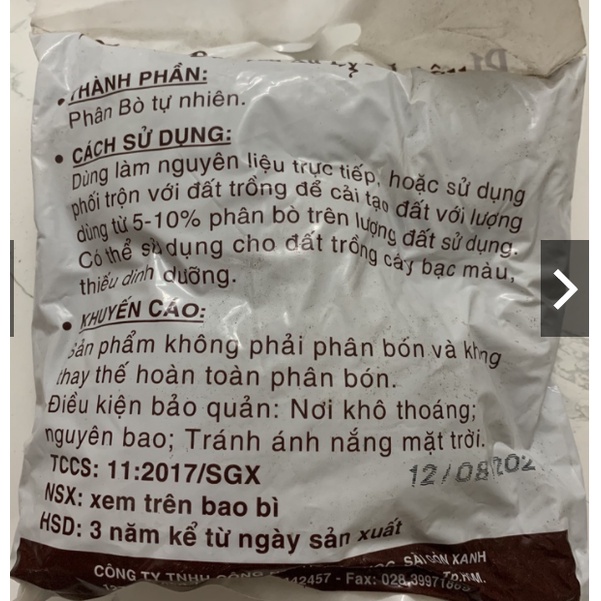 THÀNH PHẦN:
Phân Bò tự nhiên.
• CÁCH SỬ DỤNG:
Dùng làm nguyên liệu trực tiếp, hoặc sử dụng
phối trộn với đất trồng để cải tạo đất với lượng
dùng từ 5-10% phân bò trên lượng đất sử dụng.
Có thể sử dụng cho đất trồng cây bạc màu,
thiếu dinh dưỡng.
• KHUYẾN CÁO:
Sản phẩm không phải phân bón và không
thay thế hoàn toàn phân bón.
Điều kiện bảo quản: Nơi khô thoáng;
nguyên bao; Tránh ánh nắng mặt trời.
TCCS: 11:2017/SGX
12/08/202
NSX: xem trên bao bì
HSD: 3 năm kể từ ngày sản xuất
CÔNG TY TNHH SÀI GÒN XANH
- Fax: